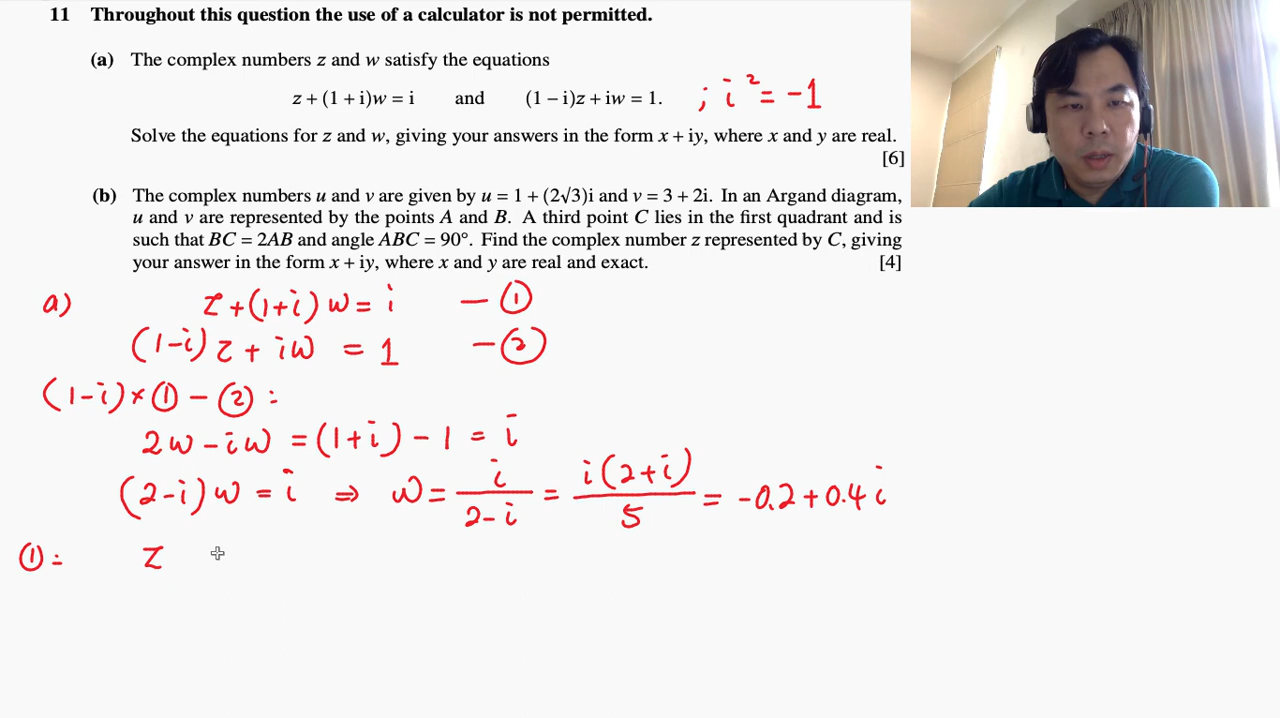 11 Throughout this question the use of a calculator is not permitted.
(a) The complex numbers z and w satisfy the equations
z + (1 + i)w = i and (1 − i)z + iw = 1. ; i² = -1
Solve the equations for z and w, giving your answers in the form x + iy, where x and y are real.
[6]
(b) The complex numbers u and v are given by u = 1 + (2√3)i and v = 3 + 2i. In an Argand diagram,
u and v are represented by the points A and B. A third point C lies in the first quadrant and is
such that BC = 2AB and angle ABC = 90°. Find the complex number z represented by C, giving
your answer in the form x + iy, where x and y are real and exact. [4]
a) z + (1+i) w = i — ①
(1-i) z + iw = 1 — ②
(1-i) × ① - ② :
2w - iw = (1+i) - 1 = i
(2-i) w = i ⇒ w = i/(2-i) = i(2+i)/5 = -0.2 + 0.4 i
①: z